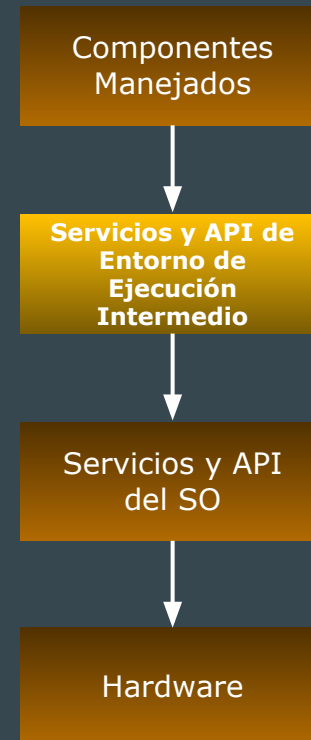 Componentes
Manejados
Servicios y API de
Entorno de
Ejecución
Intermedio
Servicios y API
del SO
Hardware